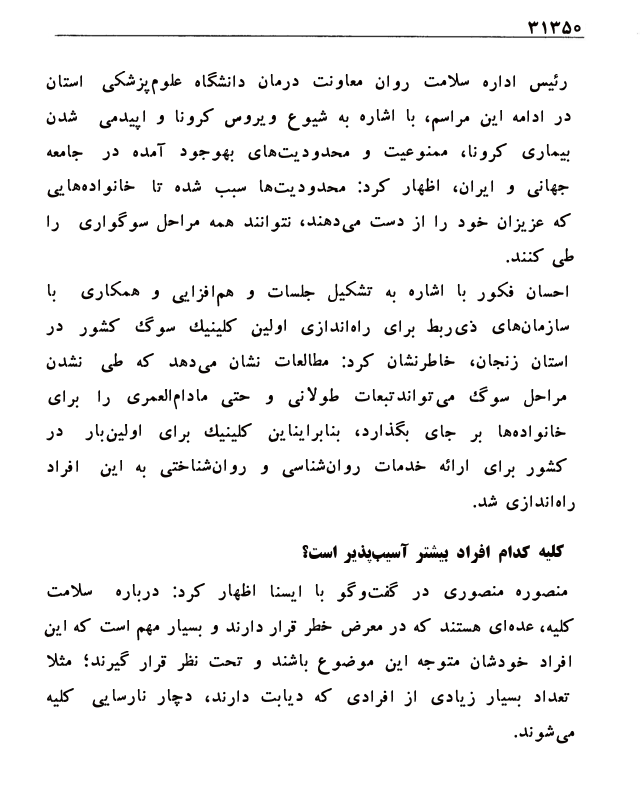 ۳۱۳۵۰
رئیس اداره سلامت روان معاونت درمان دانشگاه علوم‌پزشکی استان
در ادامه این مراسم، با اشاره به شیوع ویروس کرونا و اپیدمی شدن
بیماری کرونا، ممنوعیت و محدودیت‌های بهوجود آمده در جامعه
جهانی و ایران، اظهار کرد: محدودیت‌ها سبب شده تا خانواده‌هایی
که عزیزان خود را از دست می‌دهند، نتوانند همه مراحل سوگواری را
طی کنند.
احسان فکور با اشاره به تشکیل جلسات و هم‌افزایی و همکاری با
سازمان‌های ذی‌ربط برای راه‌اندازی اولین کلینیك سوگ کشور در
استان زنجان، خاطرنشان کرد: مطالعات نشان می‌دهد که طی نشدن
مراحل سوگ می‌تواندتبعات طولانی و حتی مادام‌العمری را برای
خانواده‌ها بر جای بگذارد، بنابرایناین کلینیك برای اولین‌بار در
کشور برای ارائه خدمات روان‌شناسی و روان‌شناختی به این افراد
راه‌اندازی شد.
کلیه کدام افراد بیشتر آسیب‌پذیر است؟
منصوره منصوری در گفت‌وگو با ایسنا اظهار کرد: درباره سلامت
کلیه، عده‌ای هستند که در معرض خطر قرار دارند و بسیار مهم است که این
افراد خودشان متوجه این موضوع باشند و تحت نظر قرار گیرند؛ مثلا
تعداد بسیار زیادی از افرادی که دیابت دارند، دچار نارسایی کلیه
می‌شوند.